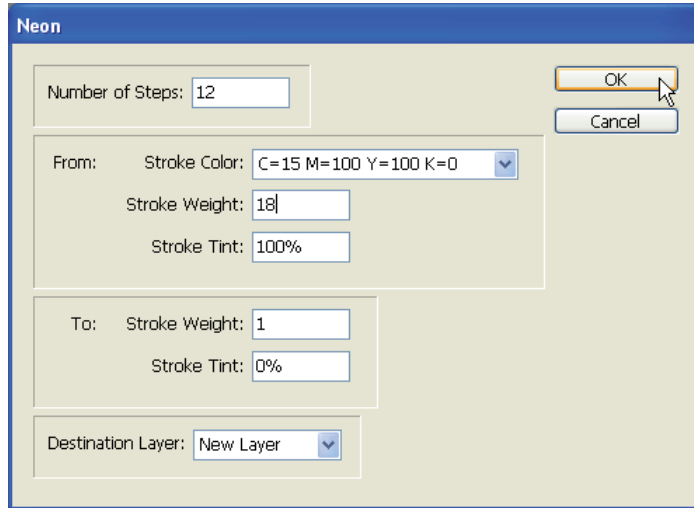 Neon
Number of Steps: 12
OK
Cancel
From: Stroke Color: C=15 M=100 Y=100 K=0
Stroke Weight: 18
Stroke Tint: 100%
To: Stroke Weight: 1
Stroke Tint: 0%
Destination Layer: New Layer